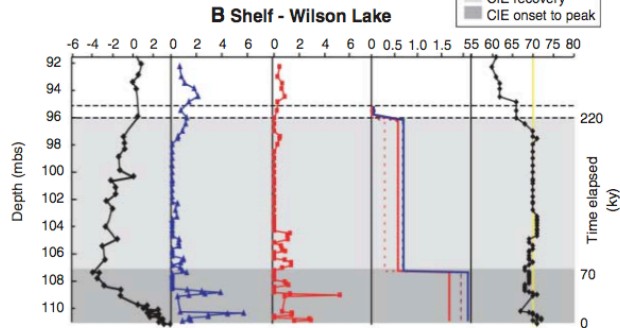 CIE recovery
CIE onset to peak
B Shelf - Wilson Lake
-6 -4 -2 0 2 0 2 4 6 0 2 4 6 0 0.5 1.0 1.5 55 60 65 70 75 80
92
94
96
98
100
102
104
106
108
110
Depth (mbs)
220
70
0
Time elapsed
(ky)